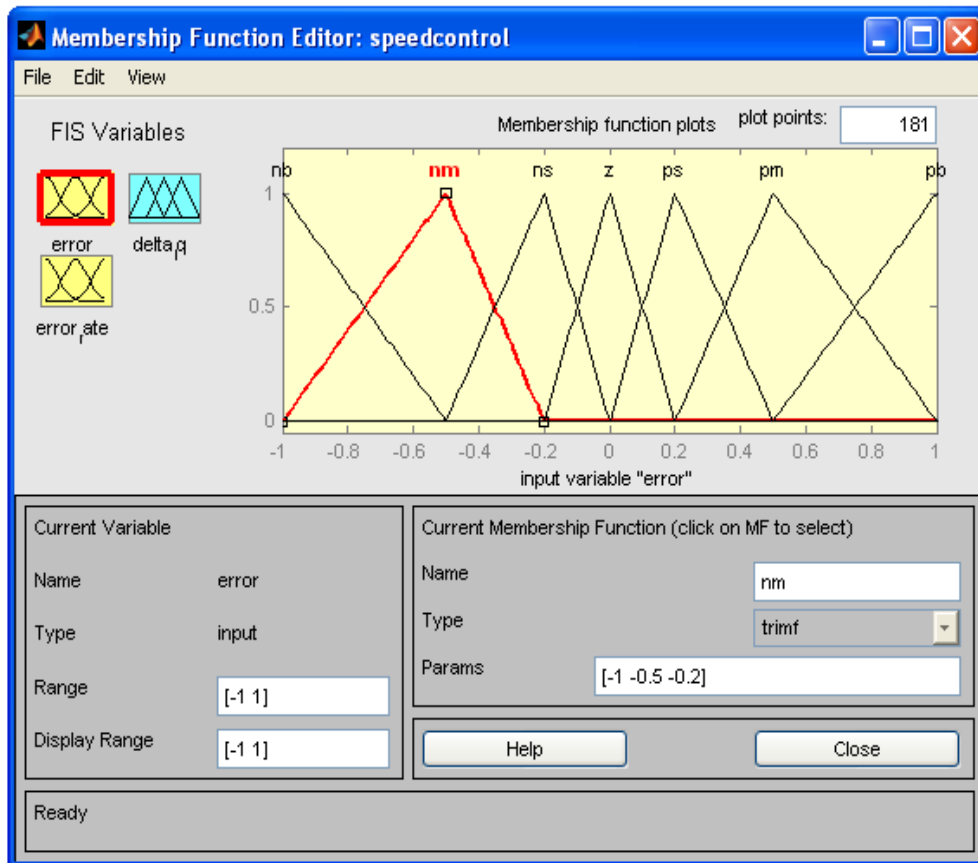 Membership Function Editor: speedcontrol
File Edit View
FIS Variables
Membership function plots plot points: 181
nb nm ns z ps pm pb
1
0.5
0
-1 -0.8 -0.6 -0.4 -0.2 0 0.2 0.4 0.6 0.8 1
input variable "error"
error delta_iq
error_rate
Current Variable
Name error
Type input
Range [-1 1]
Display Range [-1 1]
Current Membership Function (click on MF to select)
Name nm
Type trimf
Params [-1 -0.5 -0.2]
Help Close
Ready